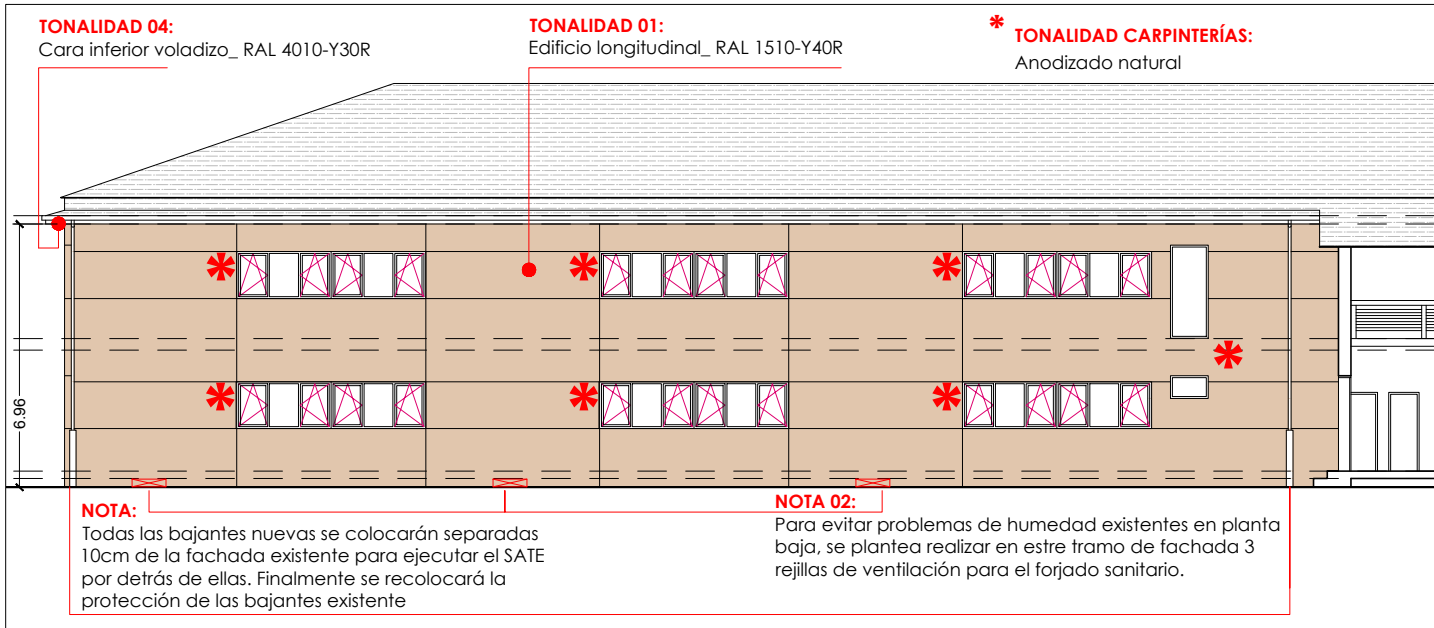 TONALIDAD 04:
Cara inferior voladizo_ RAL 4010-Y30R
TONALIDAD 01:
Edificio longitudinal_ RAL 1510-Y40R
* TONALIDAD CARPINTERÍAS:
Anodizado natural
6.96
NOTA:
Todas las bajantes nuevas se colocarán separadas
10cm de la fachada existente para ejecutar el SATE
por detrás de ellas. Finalmente se recolocará la
protección de las bajantes existente
NOTA 02:
Para evitar problemas de humedad existentes en planta
baja, se plantea realizar en estre tramo de fachada 3
rejillas de ventilación para el forjado sanitario.